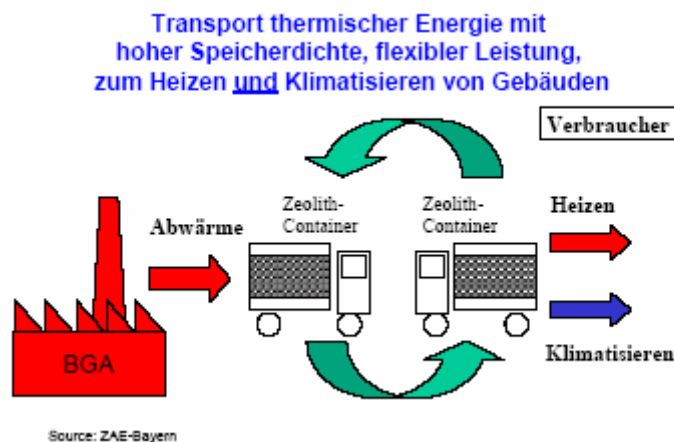 Transport thermischer Energie mit
hoher Speicherdichte, flexibler Leistung,
zum Heizen und Klimatisieren von Gebäuden
Verbraucher
Zeolith-
Container
Zeolith-
Container
Heizen
Abwärme
Klimatisieren
BGA
Source: ZAE-Bayern